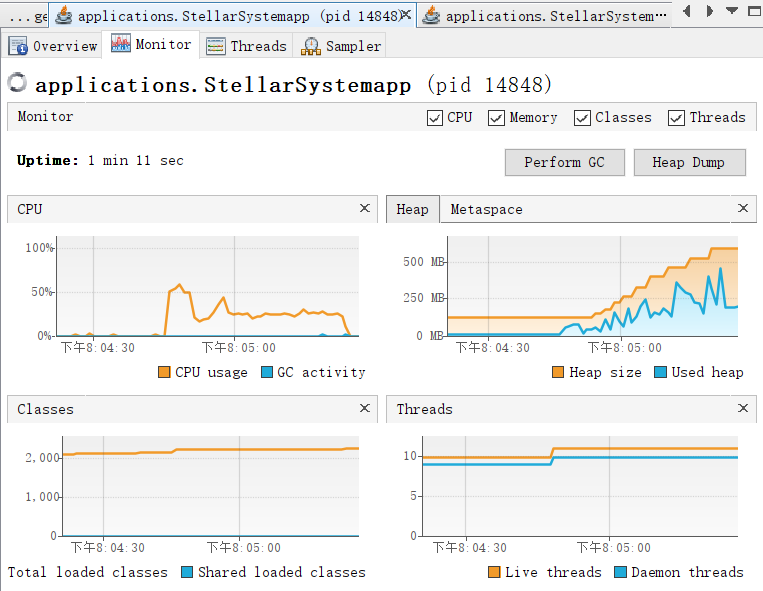 ...ge applications.StellarSystemapp (pid 14848) applications.StellarSystem...
Overview Monitor Threads Sampler
applications.StellarSystemapp (pid 14848)
Monitor CPU Memory Classes Threads
Uptime: 1 min 11 sec Perform GC Heap Dump
CPU
100%
50%
0%
下午8:04:30 下午8:05:00
CPU usage GC activity
Heap Metaspace
500 MB
250 MB
0 MB
下午8:04:30 下午8:05:00
Heap size Used heap
Classes
2,000
1,000
0
下午8:04:30 下午8:05:00
Total loaded classes Shared loaded classes
Threads
10
5
0
下午8:04:30 下午8:05:00
Live threads Daemon threads